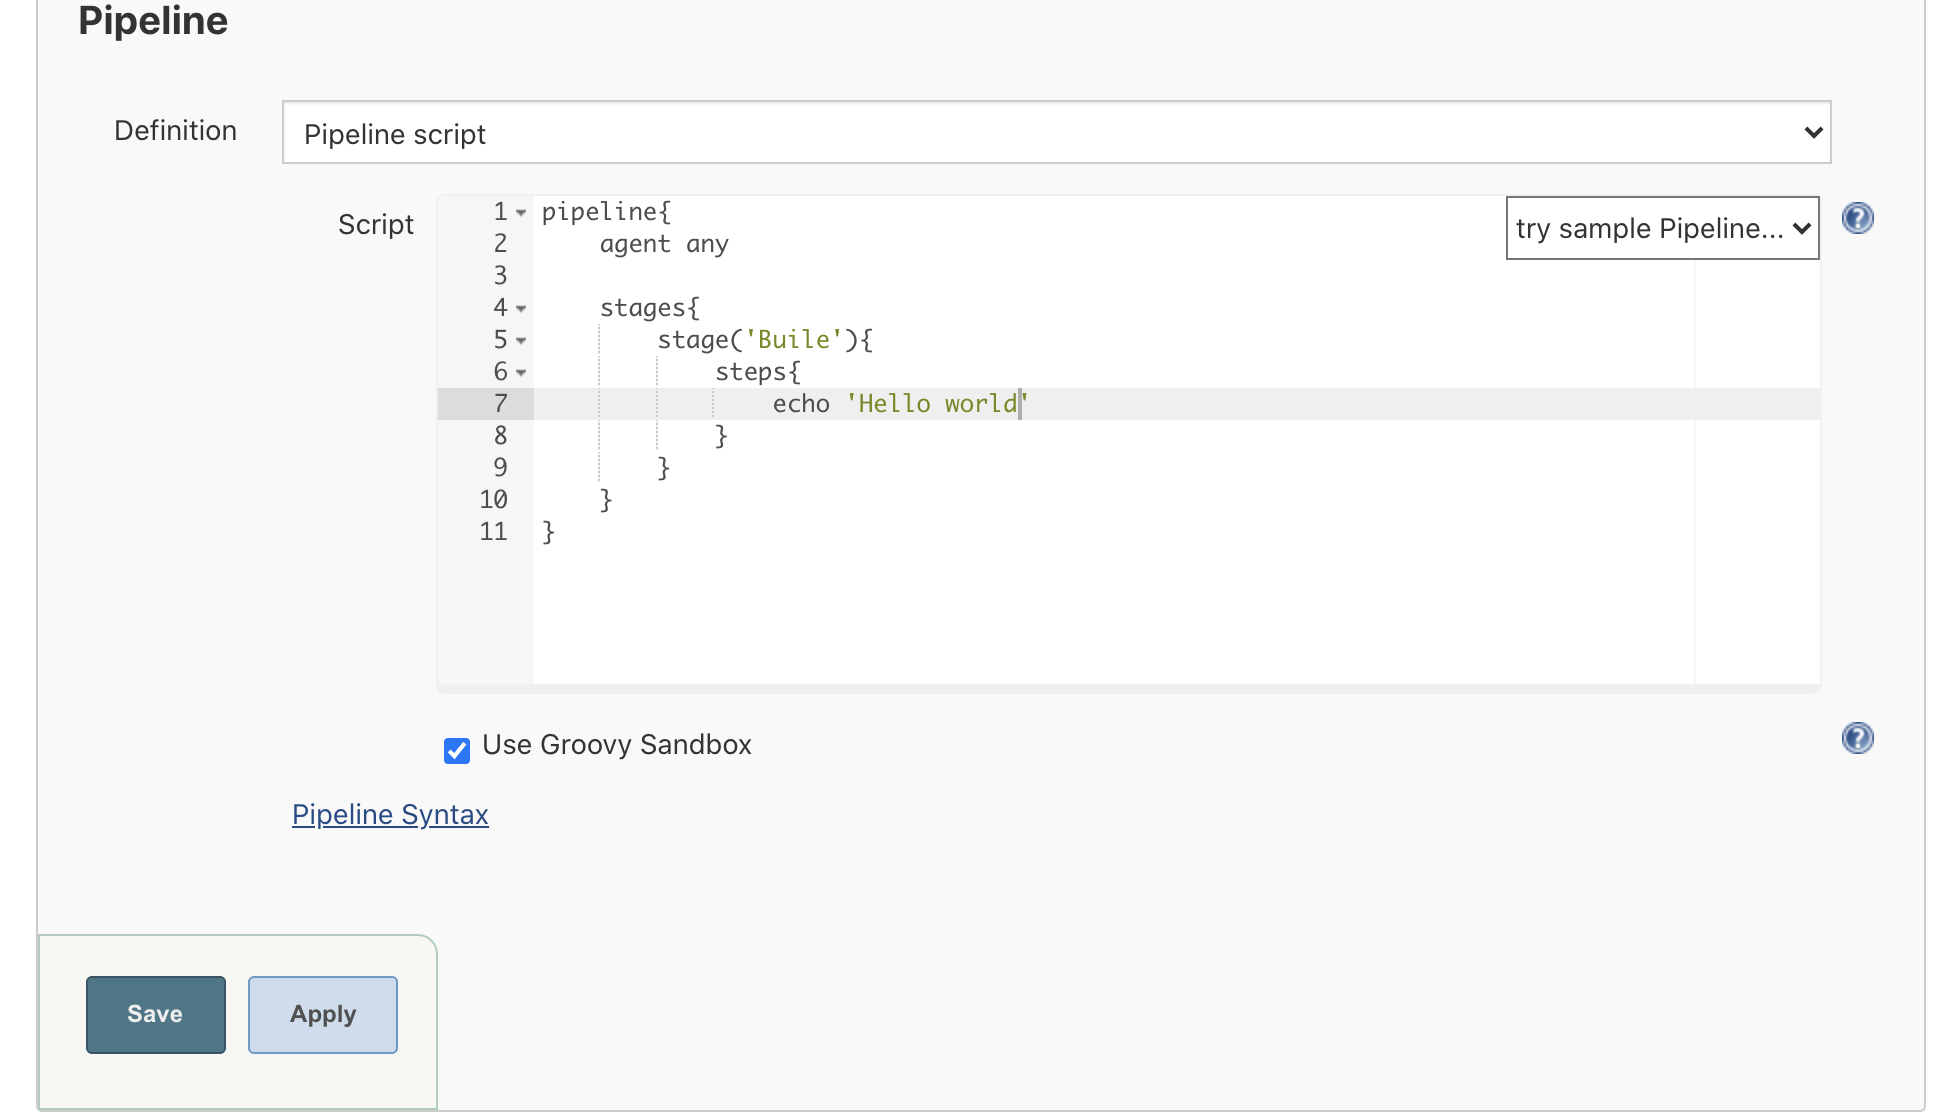 Pipeline
Definition
Pipeline script
Script
try sample Pipeline...
1 pipeline{
2     agent any
3
4     stages{
5         stage('Buile'){
6             steps{
7                 echo 'Hello world'
8             }
9         }
10     }
11 }
Use Groovy Sandbox
Pipeline Syntax
Save
Apply